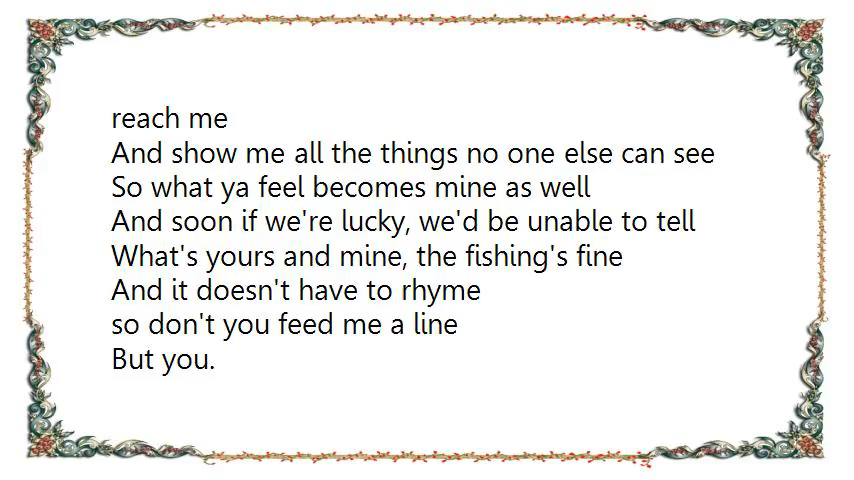 reach me
And show me all the things no one else can see
So what ya feel becomes mine as well
And soon if we're lucky, we'd be unable to tell
What's yours and mine, the fishing's fine
And it doesn't have to rhyme
so don't you feed me a line
But you.